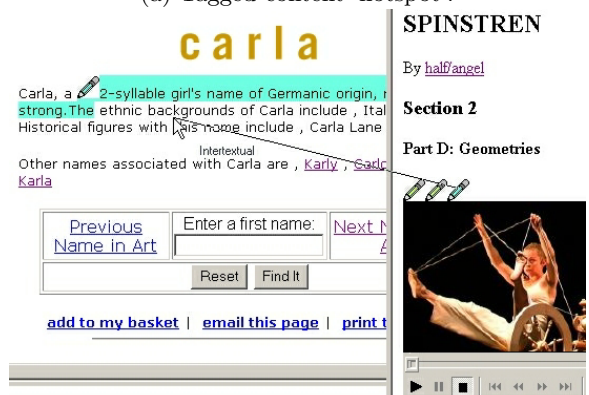 (d) Tagged content "hotspot".
carla
Carla, a 2-syllable girl's name of Germanic origin,
strong.The ethnic backgrounds of Carla include , Ital
Historical figures with this name include , Carla Lane
Intertextual
Other names associated with Carla are , Karly , Carlo
Karla
Previous
Name in Art
Enter a first name:
Next N
A
Reset Find It
add to my basket | email this page | print t
SPINSTREN
By half/angel
Section 2
Part D: Geometries